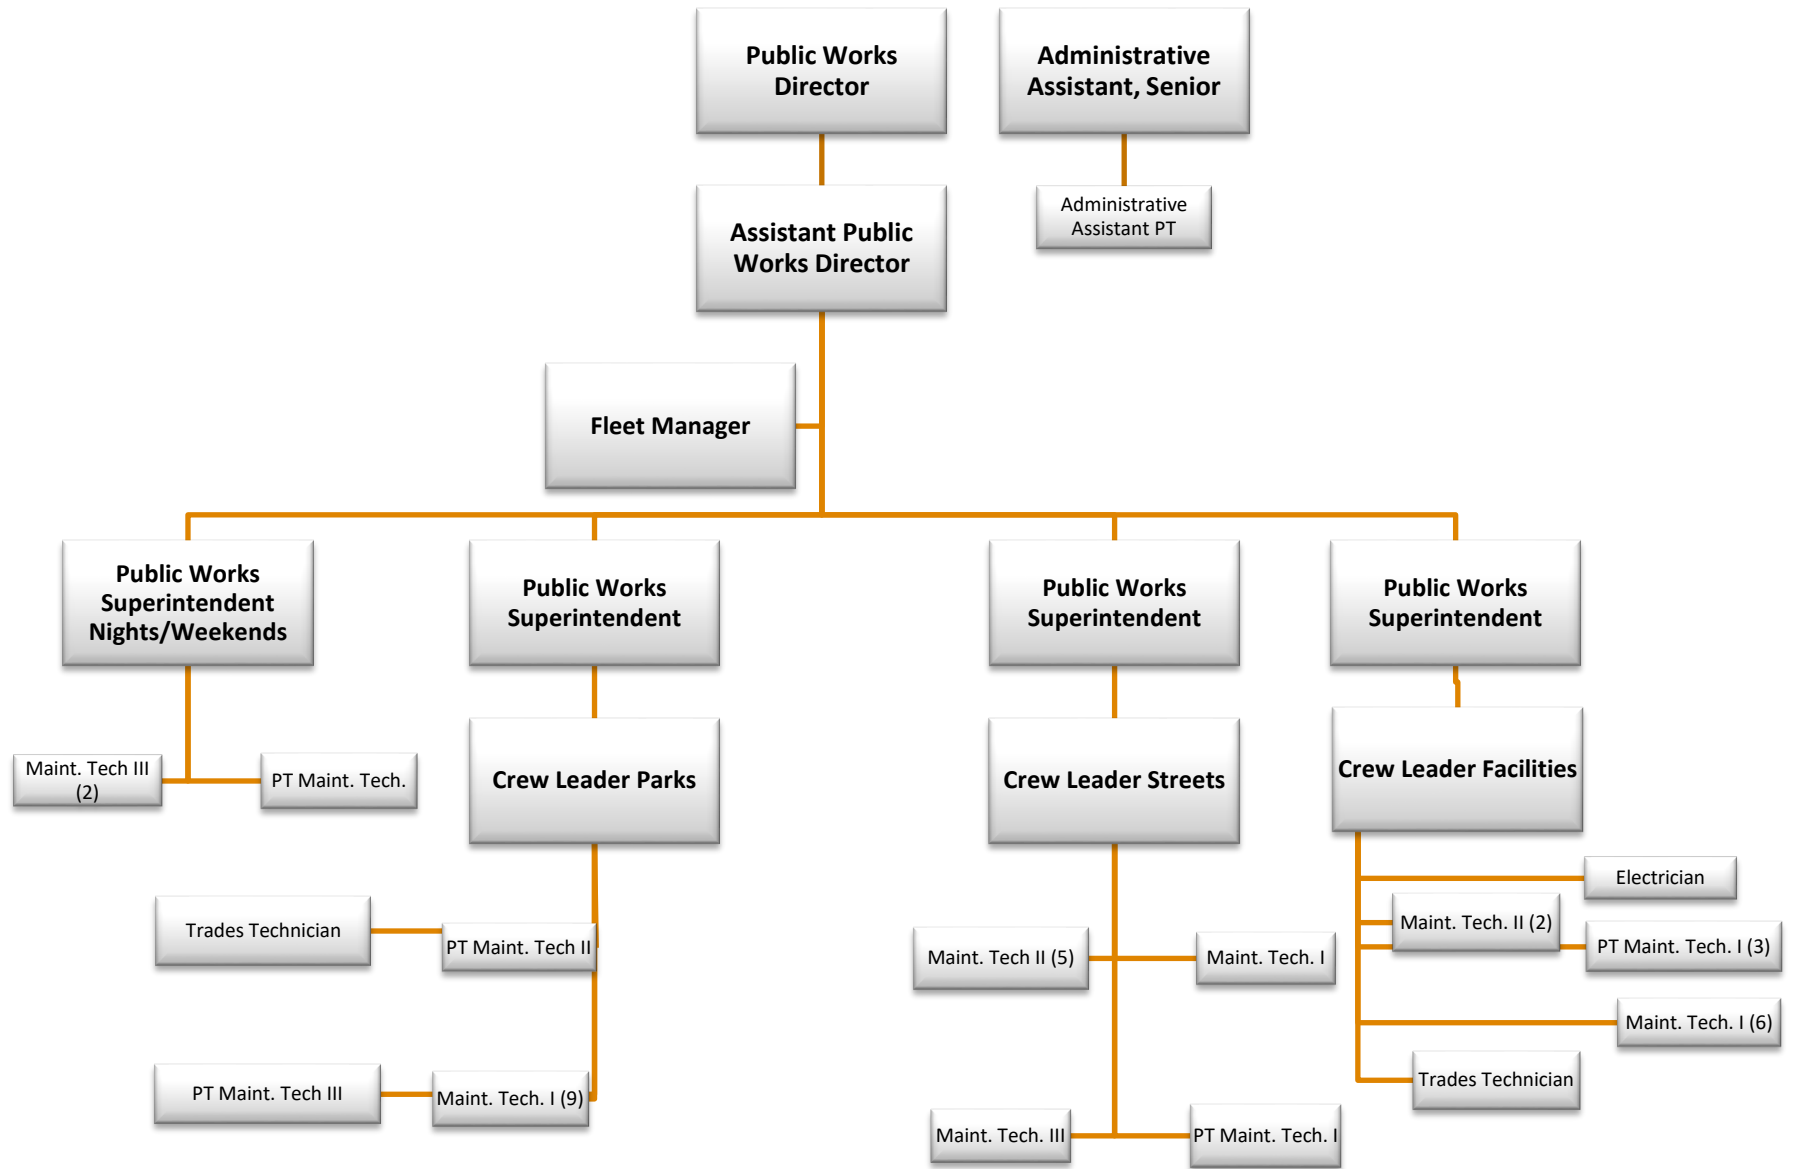 Public Works
Director
Administrative
Assistant, Senior
Administrative
Assistant PT
Assistant Public
Works Director
Fleet Manager
Public Works
Superintendent
Nights/Weekends
Public Works
Superintendent
Public Works
Superintendent
Public Works
Superintendent
Maint. Tech III
(2)
PT Maint. Tech.
Crew Leader Parks
Crew Leader Streets
Crew Leader Facilities
Trades Technician
PT Maint. Tech II
PT Maint. Tech III
Maint. Tech. I (9)
Maint. Tech II (5)
Maint. Tech. I
Maint. Tech. III
PT Maint. Tech. I
Electrician
Maint. Tech. II (2)
PT Maint. Tech. I (3)
Maint. Tech. I (6)
Trades Technician